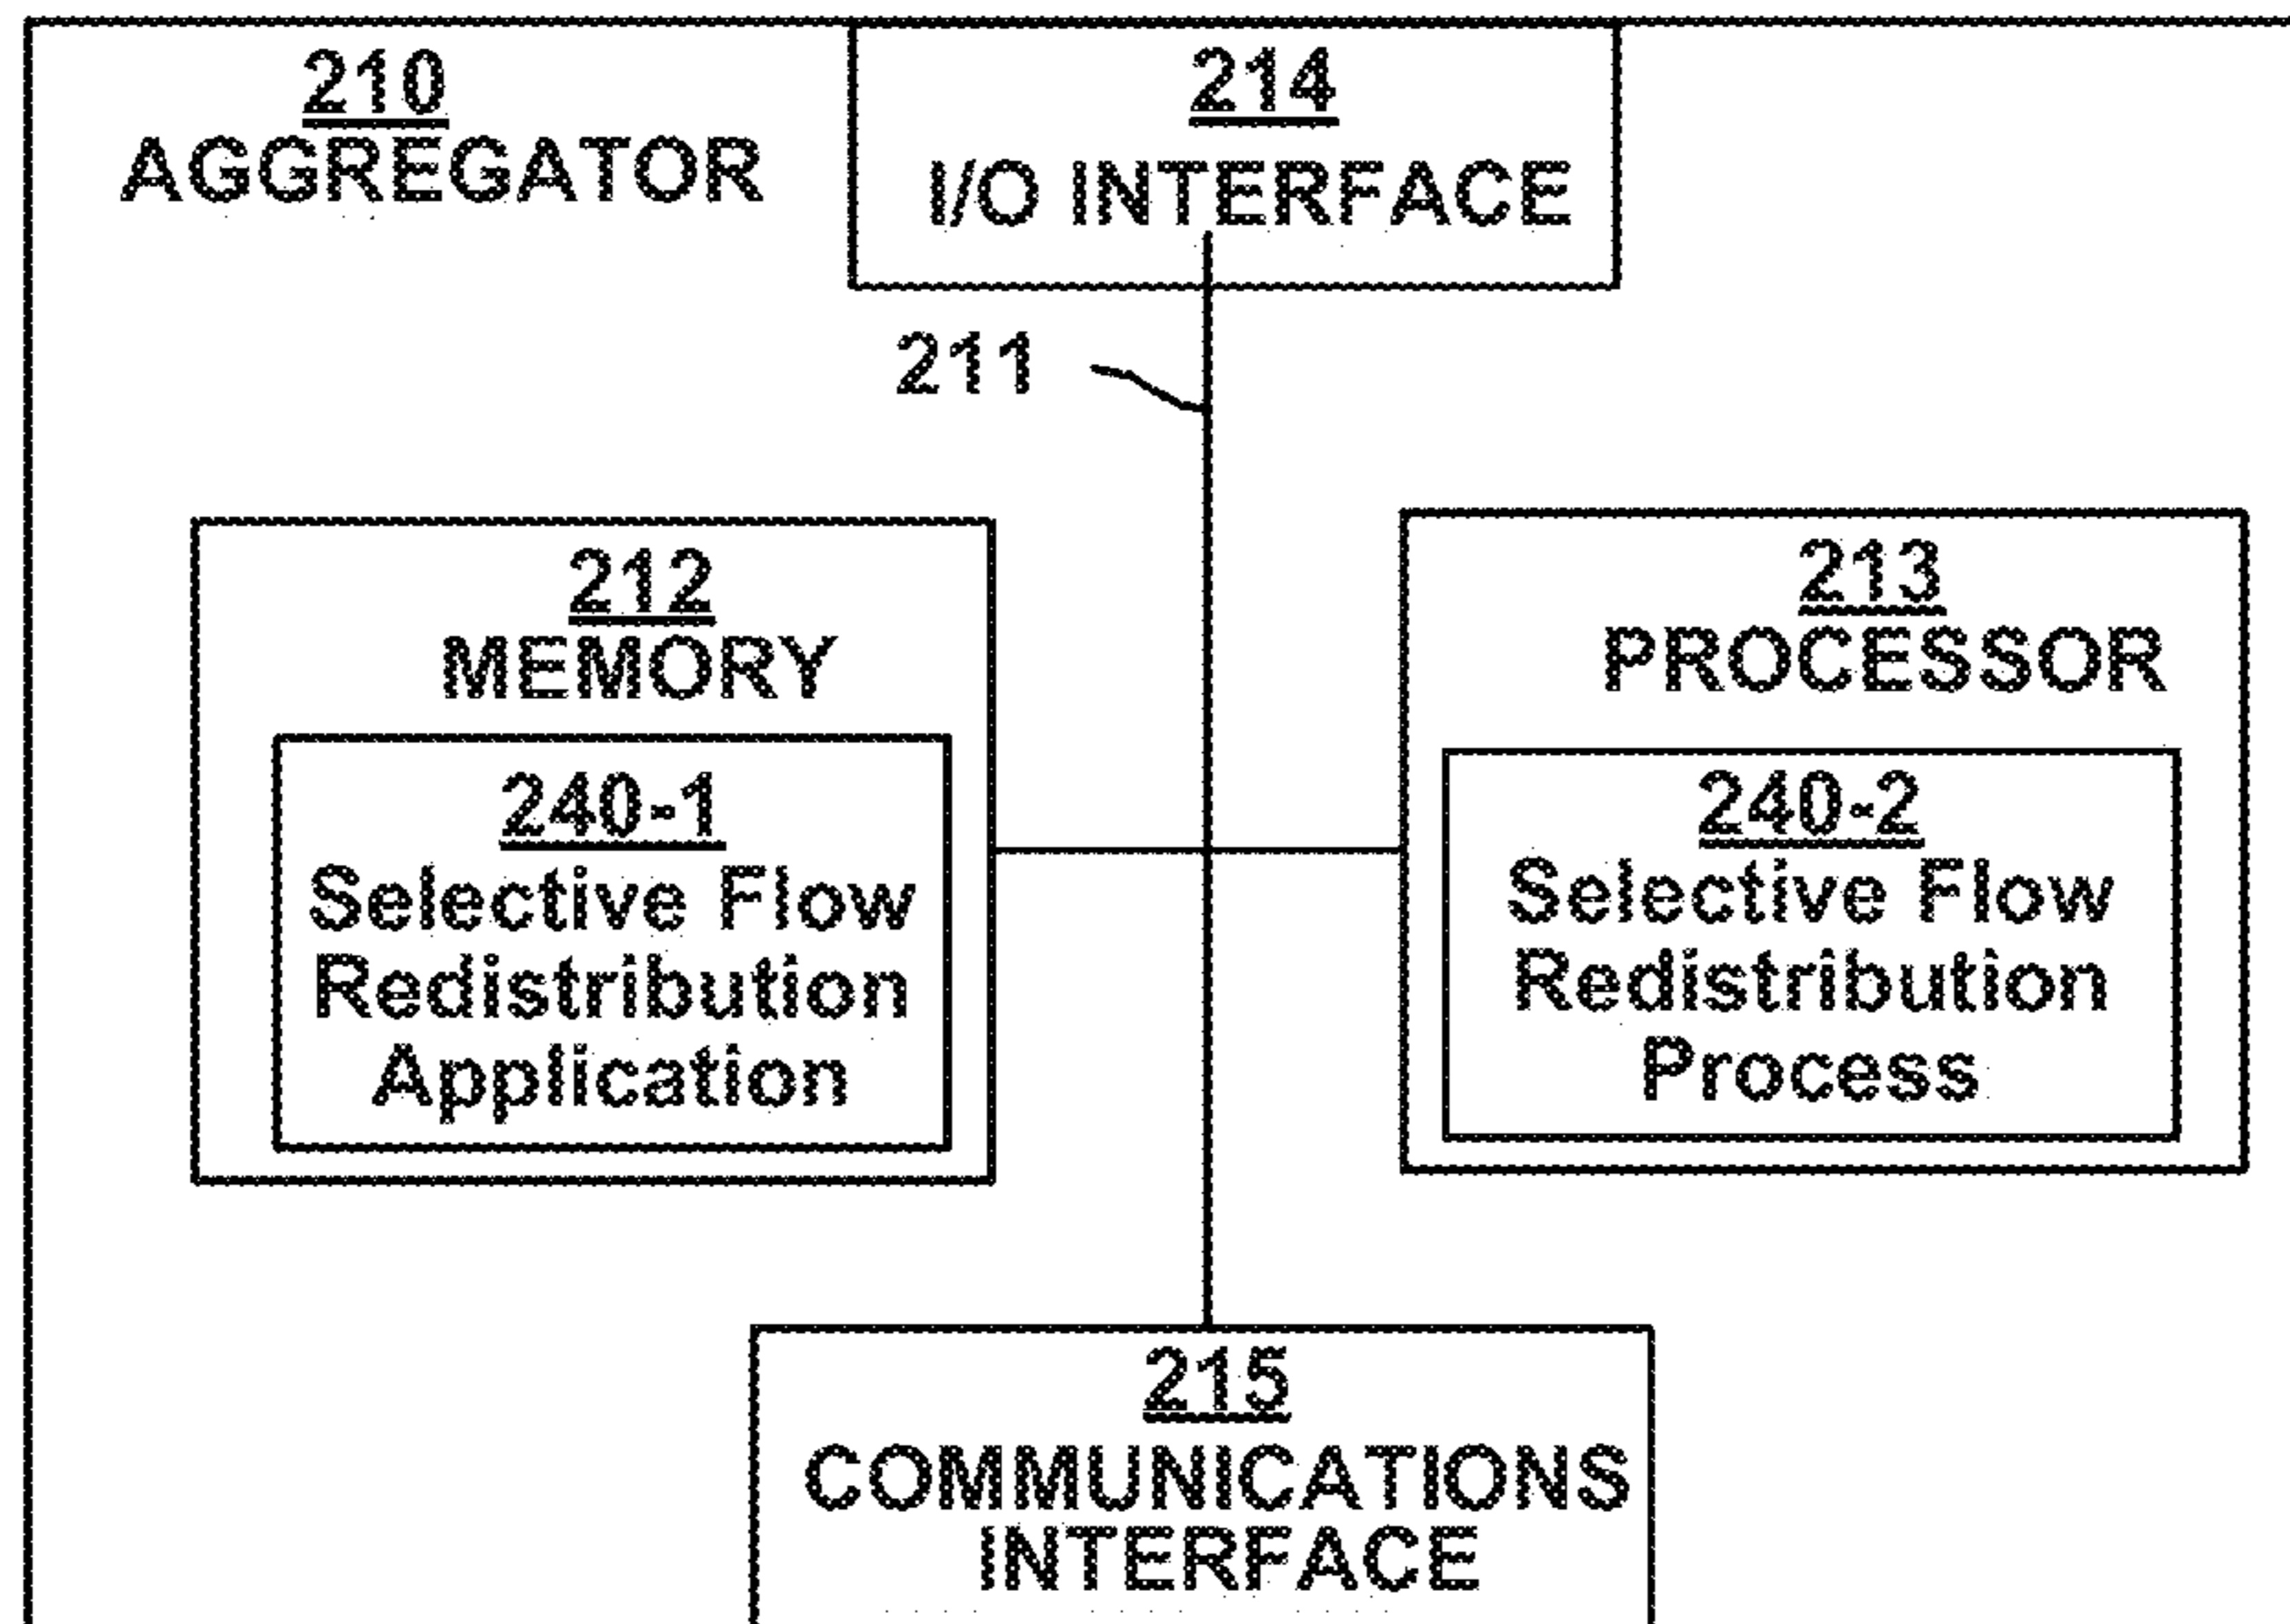 210
AGGREGATOR
214
I/O INTERFACE
211
212
MEMORY
240-1
Selective Flow
Redistribution
Application
213
PROCESSOR
240-2
Selective Flow
Redistribution
Process
215
COMMUNICATIONS
INTERFACE